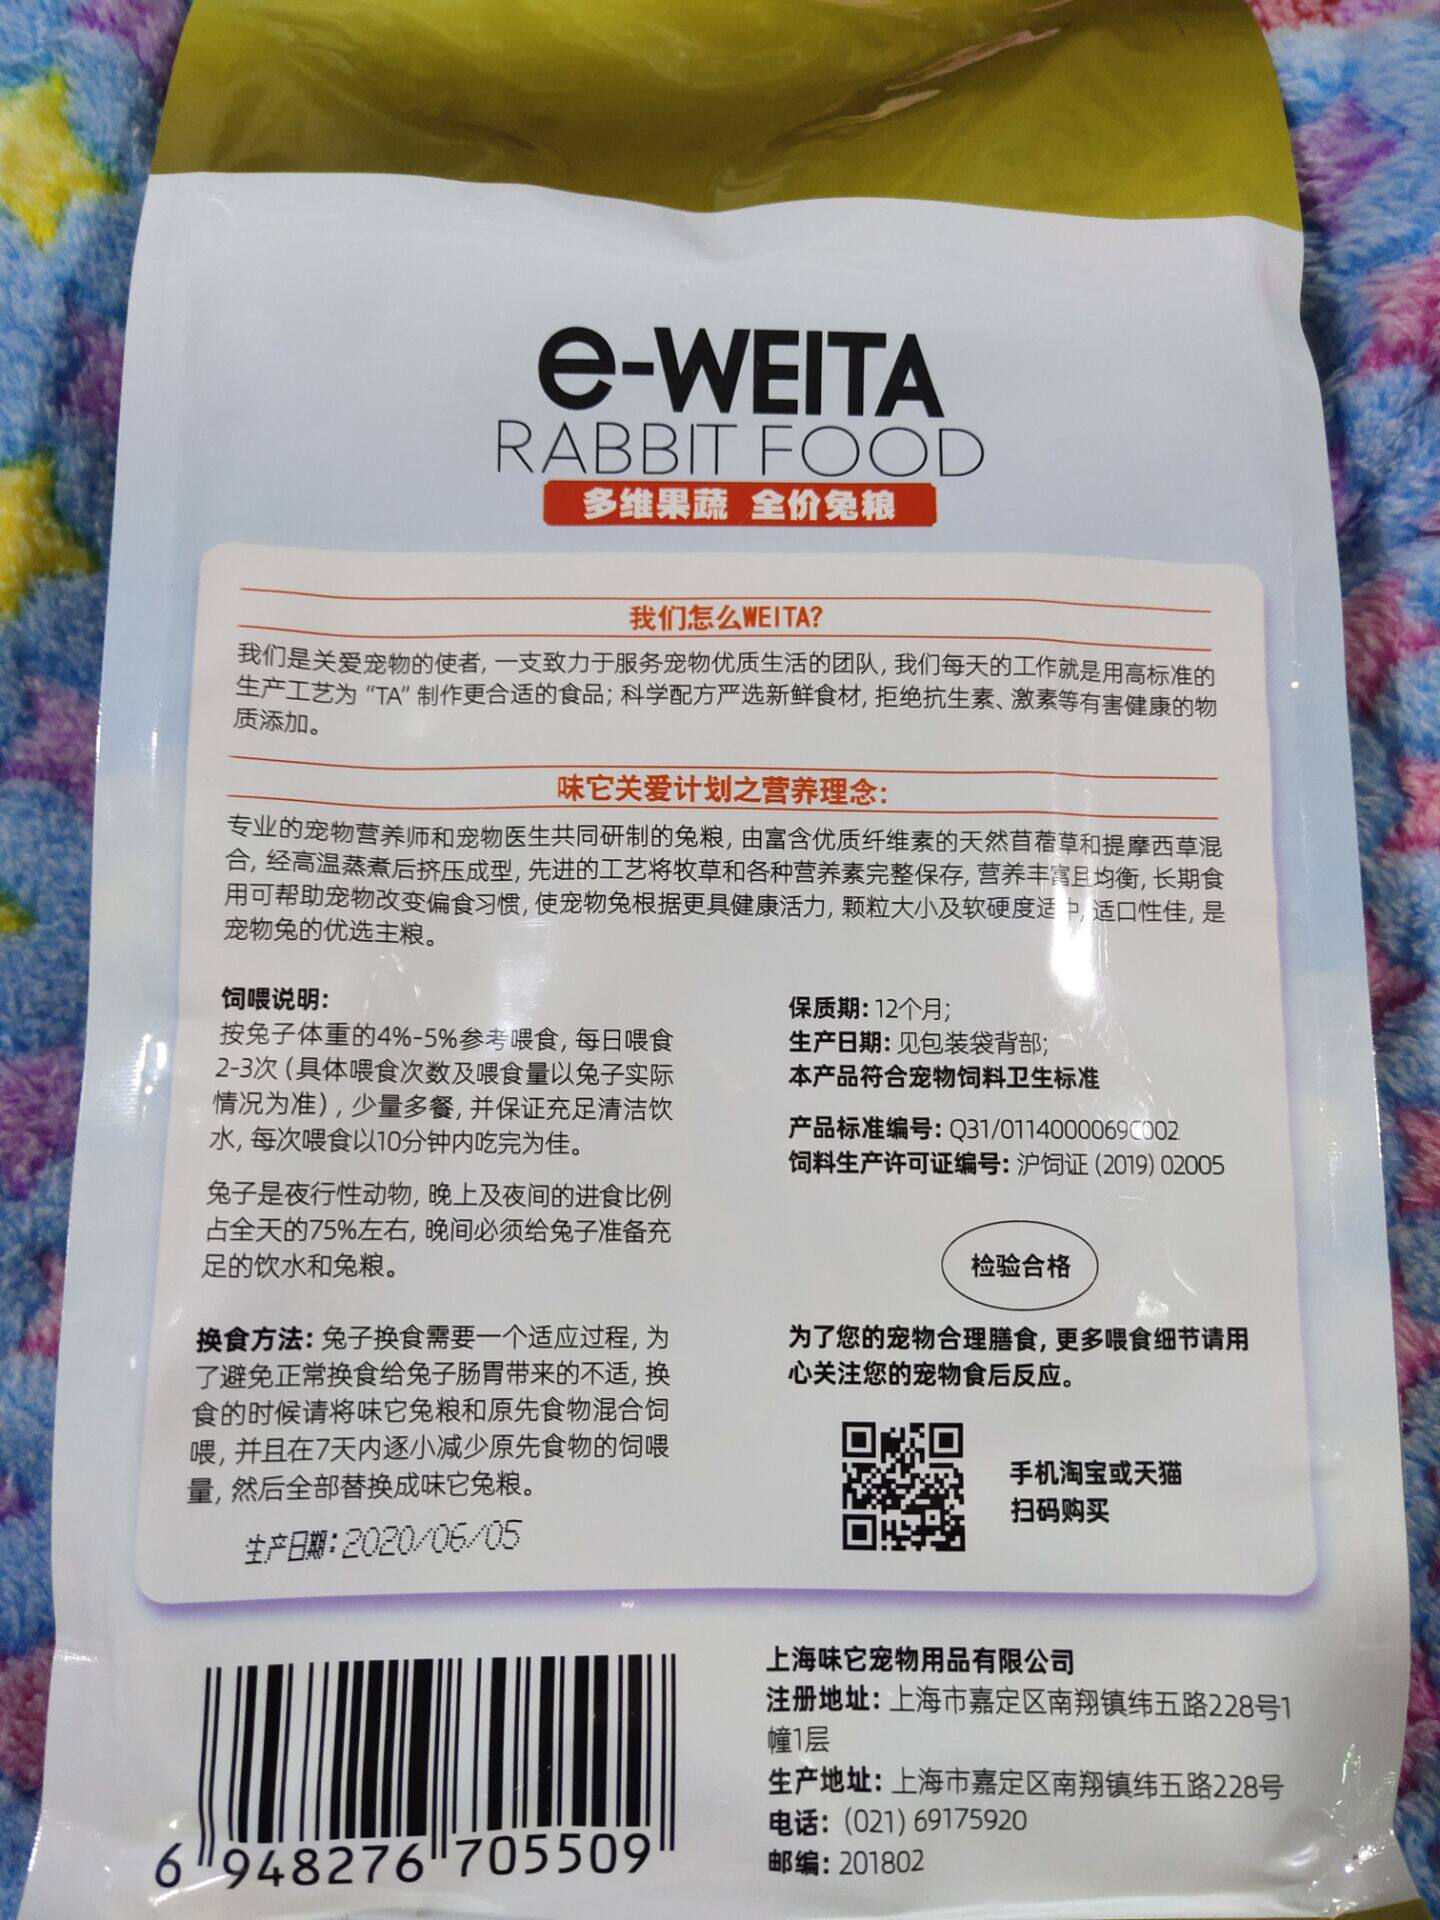 e-WEITA
RABBIT FOOD
多维果蔬 全价兔粮
我们怎么WEITA?
我们是关爱宠物的使者, 一支致力于服务宠物优质生活的团队, 我们每天的工作就是用高标准的
生产工艺为“TA”制作更合适的食品; 科学配方严选新鲜食材, 拒绝抗生素、激素等有害健康的物
质添加。
味它关爱计划之营养理念:
专业的宠物营养师和宠物医生共同研制的兔粮, 由富含优质纤维素的天然苜蓿草和提摩西草混
合, 经高温蒸煮后挤压成型, 先进的工艺将牧草和各种营养素完整保存, 营养丰富且均衡, 长期食
用可帮助宠物改变偏食习惯, 使宠物兔根据更具健康活力, 颗粒大小及软硬度适中, 适口性佳, 是
宠物兔的优选主粮。
饲喂说明:
按兔子体重的4%-5%参考喂食, 每日喂食
2-3次 (具体喂食次数及喂食量以兔子实际
情况为准) , 少量多餐, 并保证充足清洁饮
水, 每次喂食以10分钟内吃完为佳。
兔子是夜行性动物, 晚上及夜间的进食比例
占全天的75%左右, 晚间必须给兔子准备充
足的饮水和兔粮。
换食方法: 兔子换食需要一个适应过程, 为
了避免正常换食给兔子肠胃带来的不适, 换
食的时候请将味它兔粮和原先食物混合饲
喂, 并且在7天内逐小减少原先食物的饲喂
量, 然后全部替换成味它兔粮。
生产日期:2020/06/05
保质期: 12个月;
生产日期: 见包装袋背部;
本产品符合宠物饲料卫生标准
产品标准编号: Q31/0114000069C002
饲料生产许可证编号: 沪饲证 (2019) 02005
检验合格
为了您的宠物合理膳食, 更多喂食细节请用
心关注您的宠物食后反应。
手机淘宝或天猫
扫码购买
6 948276 705509
上海味它宠物用品有限公司
注册地址: 上海市嘉定区南翔镇纬五路228号1
幢1层
生产地址: 上海市嘉定区南翔镇纬五路228号
电话: (021) 69175920
邮编: 201802